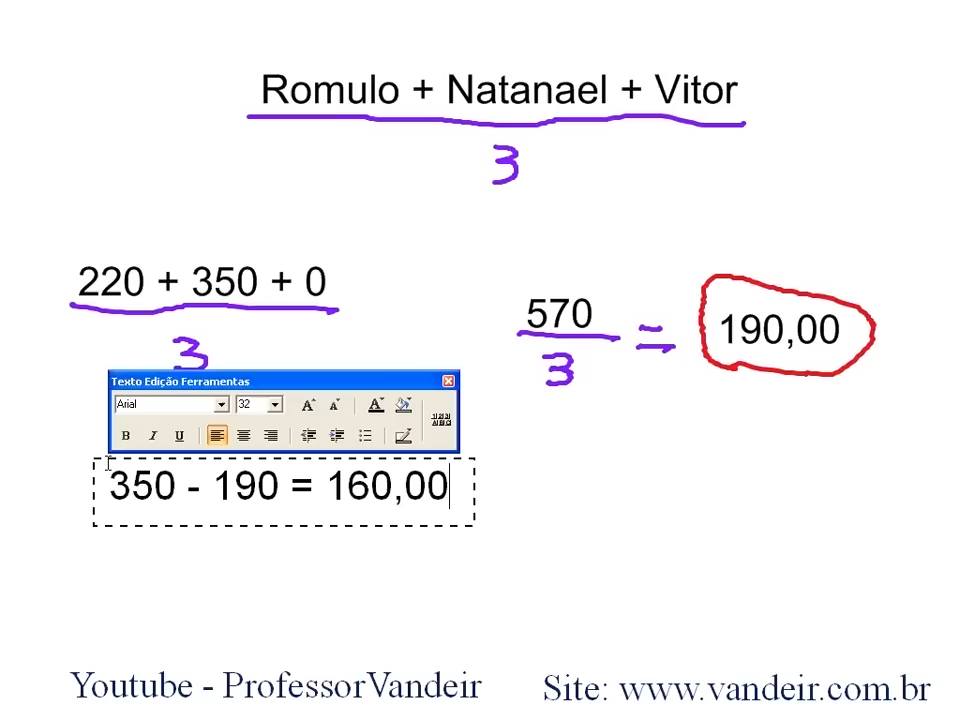 Romulo + Natanael + Vitor
3
220 + 350 + 0
3
570
3
=
190,00
Texto Edição Ferramentas
Arial
32
B I U
350 - 190 = 160,00
Youtube - ProfessorVandeir
Site: www.vandeir.com.br